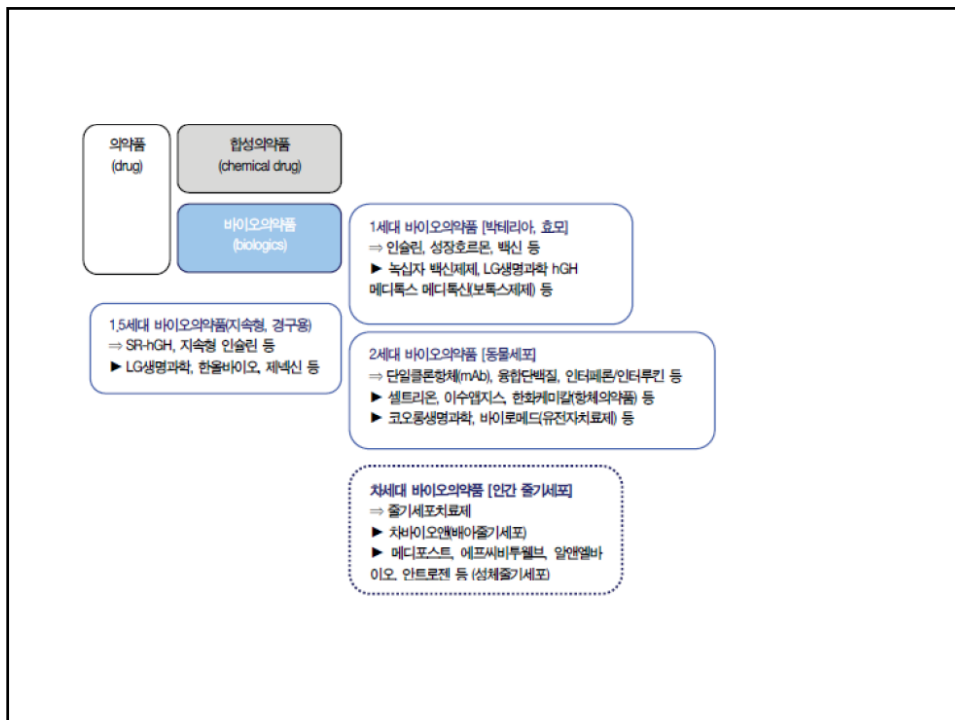 의약품
(drug)
합성의약품
(chemical drug)
바이오의약품
(biologics)
1세대 바이오의약품 [박테리아, 효모]
⇒ 인슐린, 성장호르몬, 백신 등
► 녹십자 백신제제, LG생명과학 hGH
메디톡스 메디톡신(보톡스제제) 등
1.5세대 바이오의약품(지속형, 경구용)
⇒ SR-hGH, 지속형 인슐린 등
► LG생명과학, 한올바이오, 제넥신 등
2세대 바이오의약품 [동물세포]
⇒ 단일클론항체(mAb), 융합단백질, 인터페론/인터루킨 등
► 셀트리온, 이수앱지스, 한화케미칼(항체의약품) 등
► 코오롱생명과학, 바이로메드(유전자치료제) 등
차세대 바이오의약품 [인간 줄기세포]
⇒ 줄기세포치료제
► 차바이오앤(배아줄기세포)
► 메디포스트, 에프씨비투웰브, 알앤엘바
이오, 안트로젠 등 (성체줄기세포)